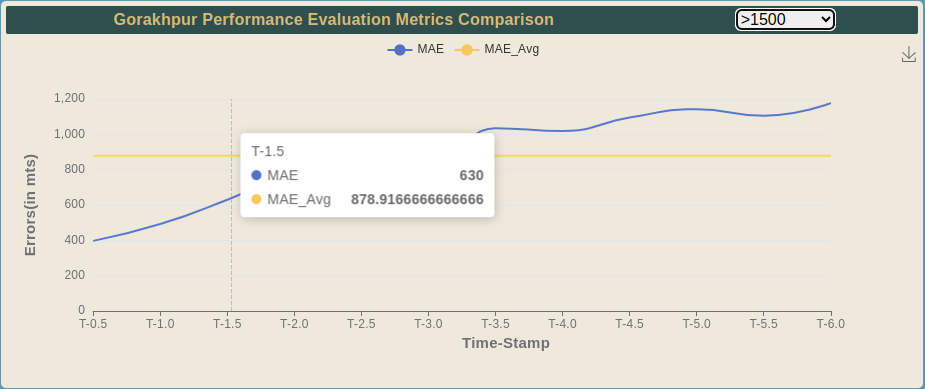 Gorakhpur Performance Evaluation Metrics Comparison
>1500
MAE
MAE_Avg
1,200
1,000
800
600
400
200
0
Errors(in mts)
T-1.5
MAE 630
MAE_Avg 878.9166666666666
T-0.5 T-1.0 T-1.5 T-2.0 T-2.5 T-3.0 T-3.5 T-4.0 T-4.5 T-5.0 T-5.5 T-6.0
Time-Stamp